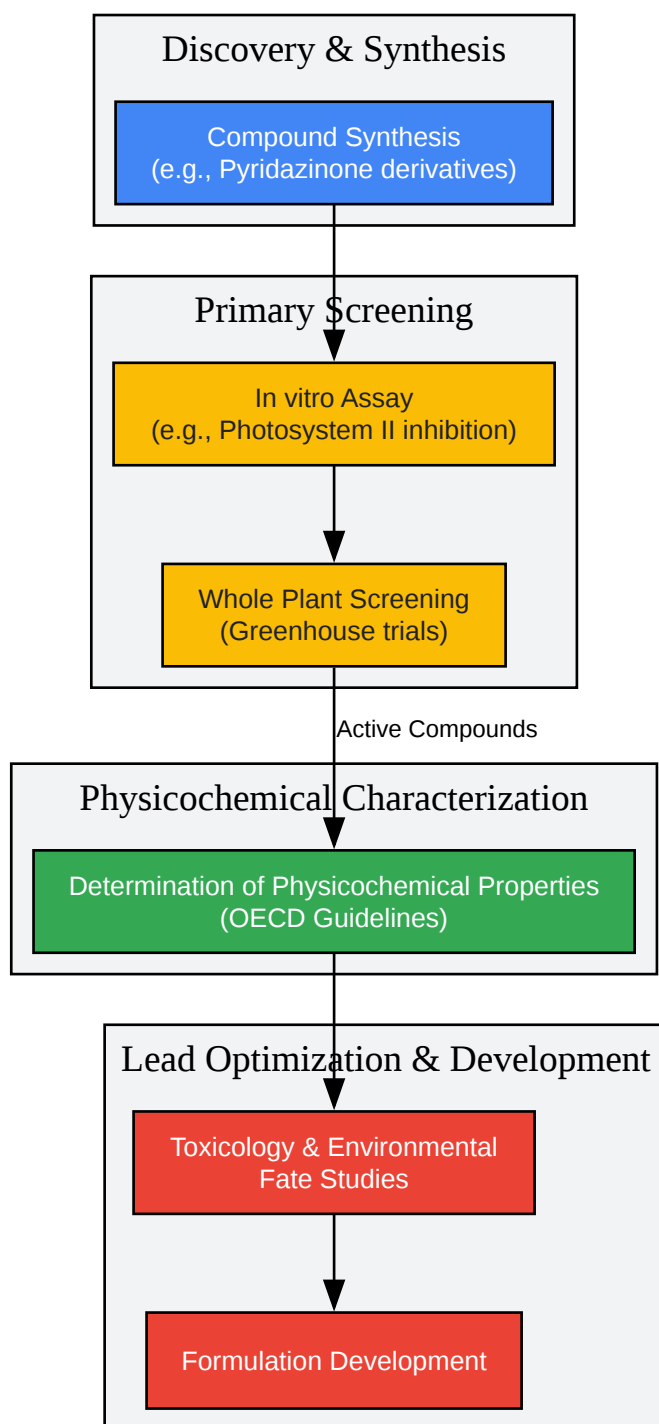 Discovery & Synthesis
Compound Synthesis
(e.g., Pyridazinone derivatives)
Primary Screening
In vitro Assay
(e.g., Photosystem II inhibition)
Whole Plant Screening
(Greenhouse trials)
Active Compounds
Physicochemical Characterization
Determination of Physicochemical Properties
(OECD Guidelines)
Lead Optimization & Development
Toxicology & Environmental
Fate Studies
Formulation Development